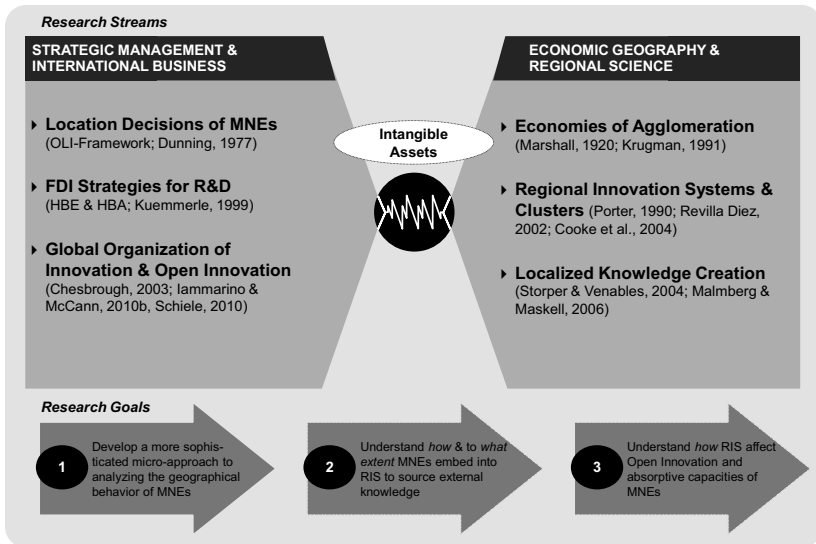 Research Streams
STRATEGIC MANAGEMENT &
INTERNATIONAL BUSINESS
Location Decisions of MNEs
(OLI-Framework; Dunning, 1977)
FDI Strategies for R&D
(HBE & HBA; Kuemmerle, 1999)
Global Organization of
Innovation & Open Innovation
(Chesbrough, 2003; Iammarino &
McCann, 2010b, Schiele, 2010)
Intangible
Assets
ECONOMIC GEOGRAPHY &
REGIONAL SCIENCE
Economies of Agglomeration
(Marshall, 1920; Krugman, 1991)
Regional Innovation Systems &
Clusters (Porter, 1990; Revilla Diez,
2002; Cooke et al., 2004)
Localized Knowledge Creation
(Storper & Venables, 2004; Malmberg &
Maskell, 2006)
Research Goals
1
Develop a more sophis-
ticated micro-approach to
analyzing the geographical
behavior of MNEs
2
Understand how & to what
extent MNEs embed into
RIS to source external
knowledge
3
Understand how RIS affect
Open Innovation and
absorptive capacities of
MNEs